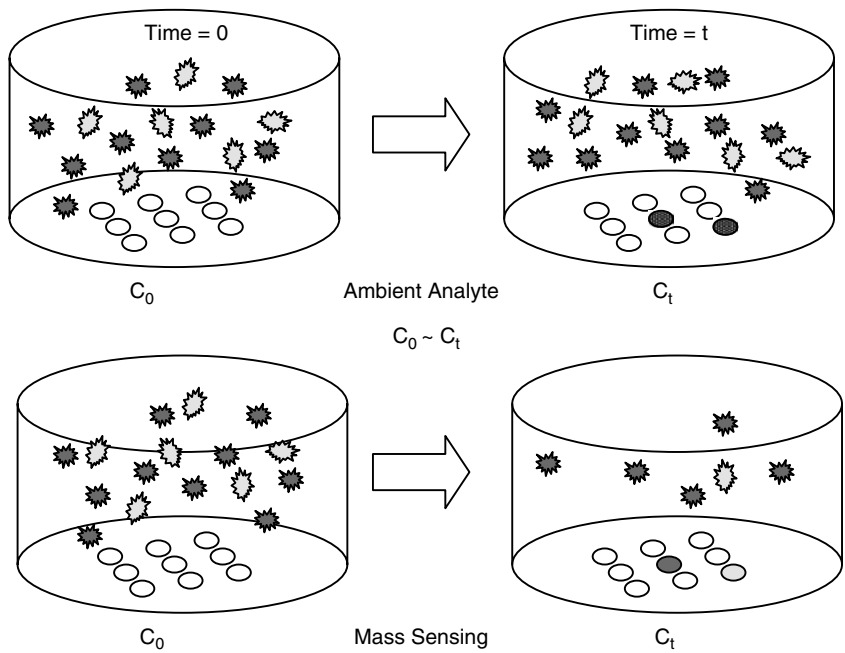 Time = 0
Time = t
C₀
Ambient Analyte
Cₜ
C₀ ~ Cₜ
C₀
Mass Sensing
Cₜ